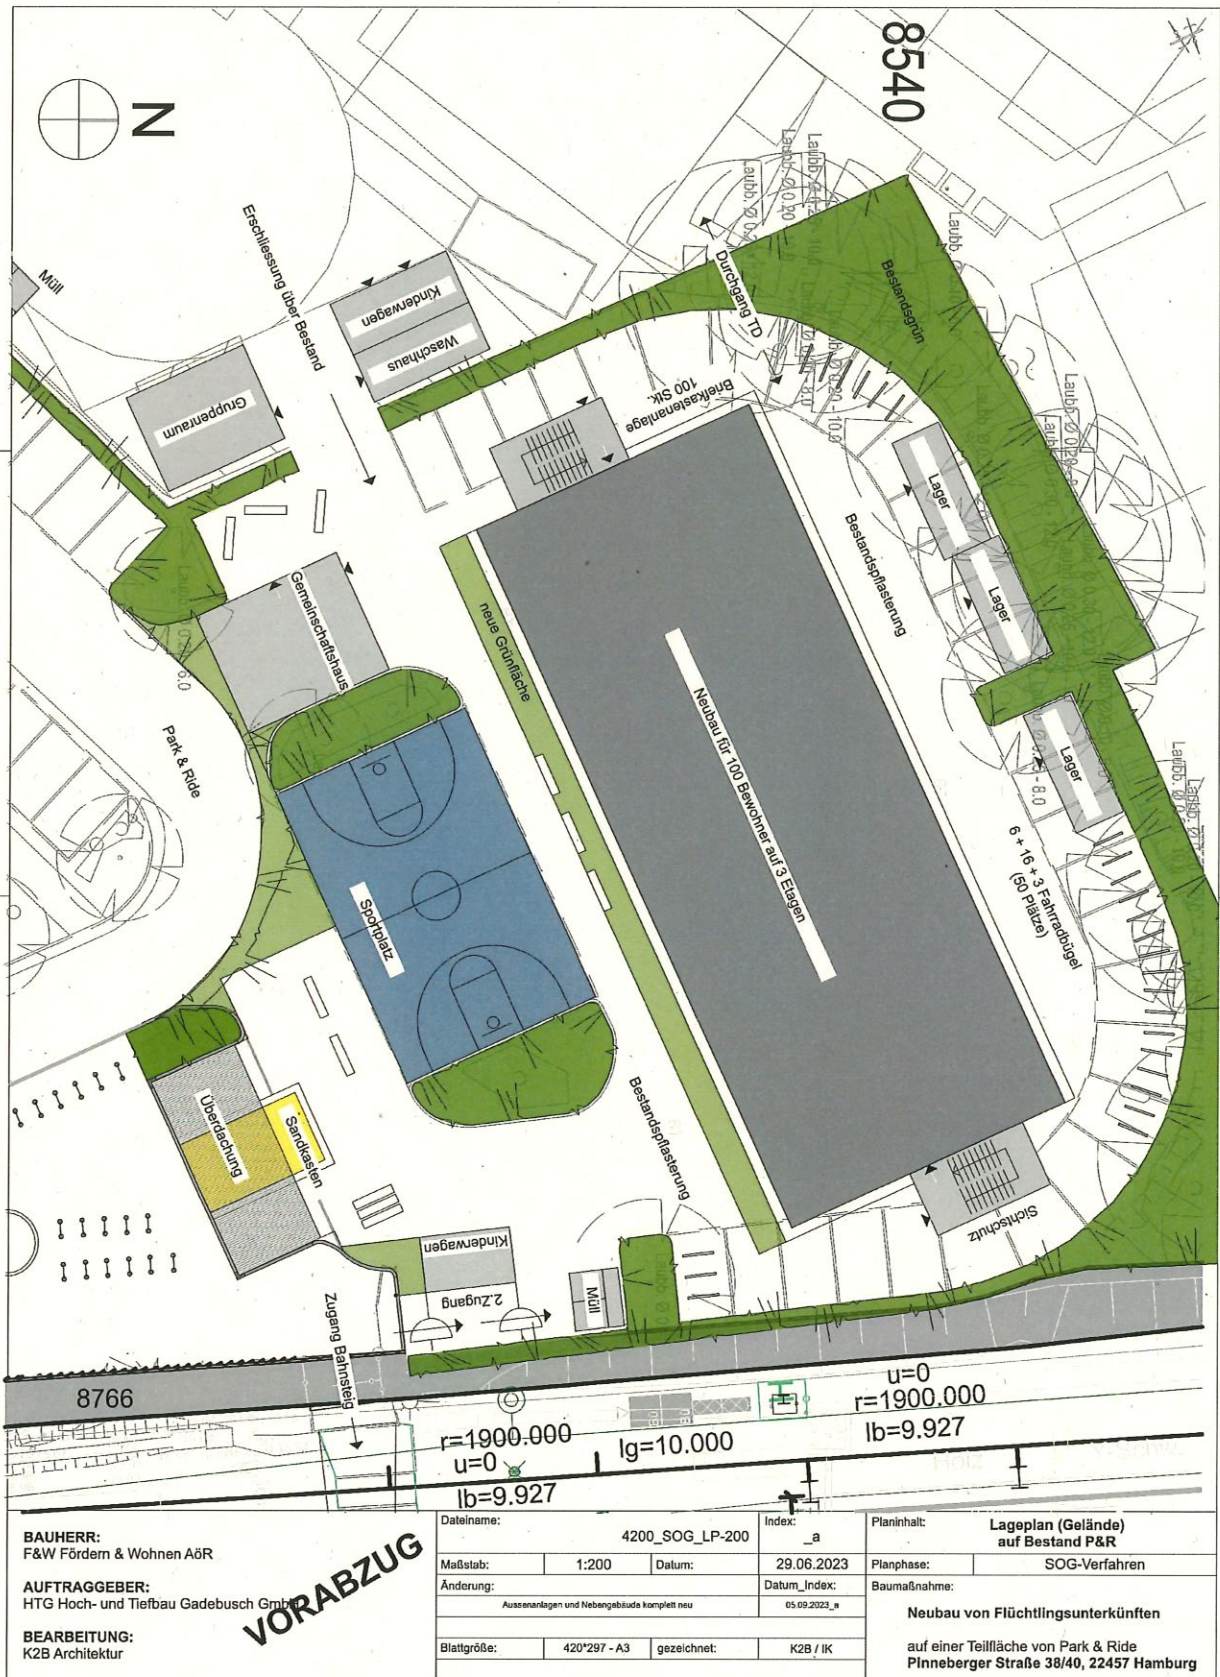 N
8540
Laubb. Ø 0.20
Müll
Erschliessung über Bestand
Kinderwagen
Waschhaus
Gruppenraum
Durchgang TD
Bestandsgrün
Briefkastenanlage
100 Stk.
Lager
Lager
Lager
Bestandspflasterung
Gemeinschaftshaus
neue Grünfläche
Park & Ride
Neubau für 100 Bewohner auf 3 Etagen
Sportplatz
6 + 16 + 3 Fahrradbügel
(50 Plätze)
Überdachung
Sandkasten
Bestandspflasterung
Sichtschutz
Kinderwagen
2.Zugang
Müll
Zugang Bahnsteig
8766
r=1900.000
u=0
lb=9.927
lg=10.000
u=0
r=1900.000
lb=9.927
BAUHERR:
F&W Fördern & Wohnen AöR
AUFTRAGGEBER:
HTG Hoch- und Tiefbau Gadebusch GmbH
BEARBEITUNG:
K2B Architektur
VORABZUG
Dateiname: 4200_SOG_LP-200
Index: _a
Maßstab: 1:200 Datum: 29.06.2023
Änderung: Datum_Index:
Aussenanlagen und Nebengebäude komplett neu 05.09.2023_a
Blattgröße: 420*297 - A3 gezeichnet: K2B / IK
Planinhalt: Lageplan (Gelände)
auf Bestand P&R
Planphase: SOG-Verfahren
Baumaßnahme:
Neubau von Flüchtlingsunterkünften
auf einer Teilfläche von Park & Ride
Pinneberger Straße 38/40, 22457 Hamburg